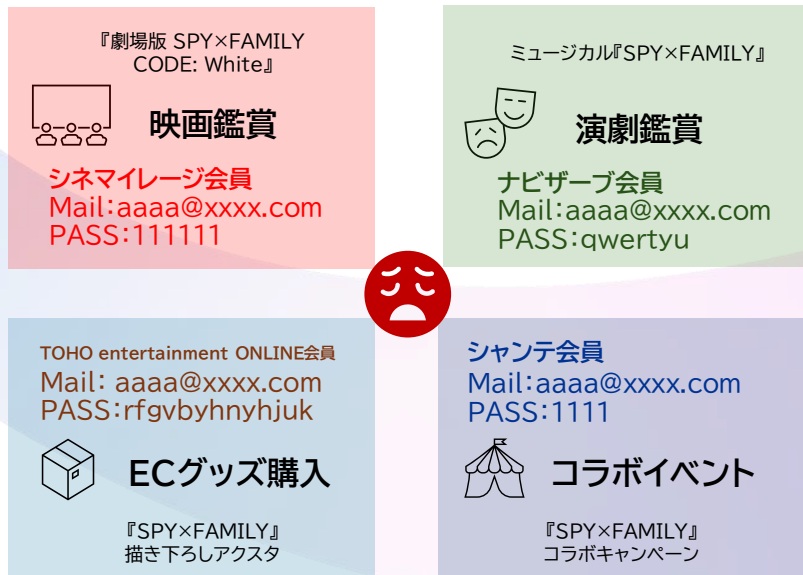 『劇場版 SPY×FAMILY
CODE: White』
映画鑑賞
シネマイレージ会員
Mail:aaaa@xxxx.com
PASS:111111
ミュージカル『SPY×FAMILY』
演劇鑑賞
ナビザーブ会員
Mail:aaaa@xxxx.com
PASS:qwertyu
TOHO entertainment ONLINE会員
Mail: aaaa@xxxx.com
PASS:rfgvbyhnyhjuk
ECグッズ購入
『SPY×FAMILY』
描き下ろしアクスタ
シャンテ会員
Mail:aaaa@xxxx.com
PASS:1111
コラボイベント
『SPY×FAMILY』
コラボキャンペーン